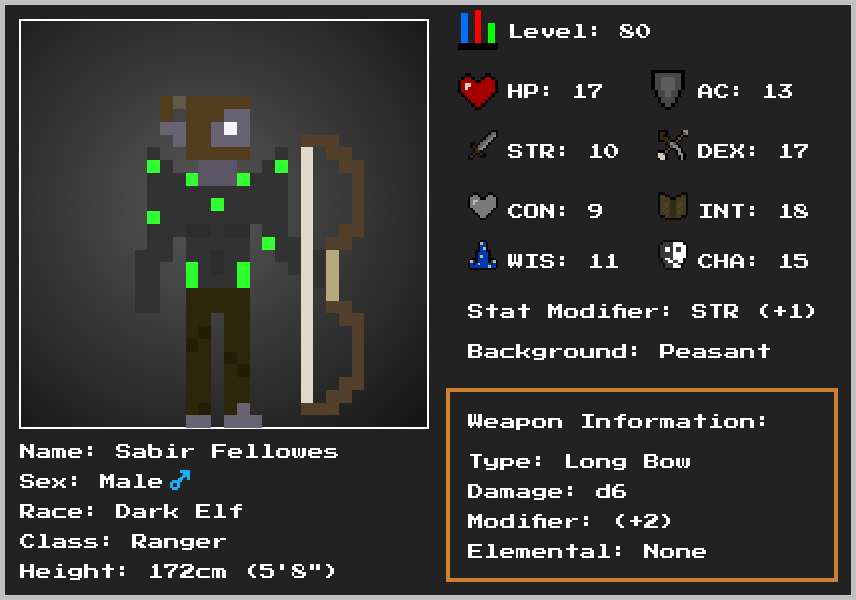 Level: 80
HP: 17 AC: 13
STR: 10 DEX: 17
CON: 9 INT: 18
WIS: 11 CHA: 15
Stat Modifier: STR (+1)
Background: Peasant
Weapon Information:
Type: Long Bow
Damage: d6
Modifier: (+2)
Elemental: None
Name: Sabir Fellowes
Sex: Male♂
Race: Dark Elf
Class: Ranger
Height: 172cm (5'8")